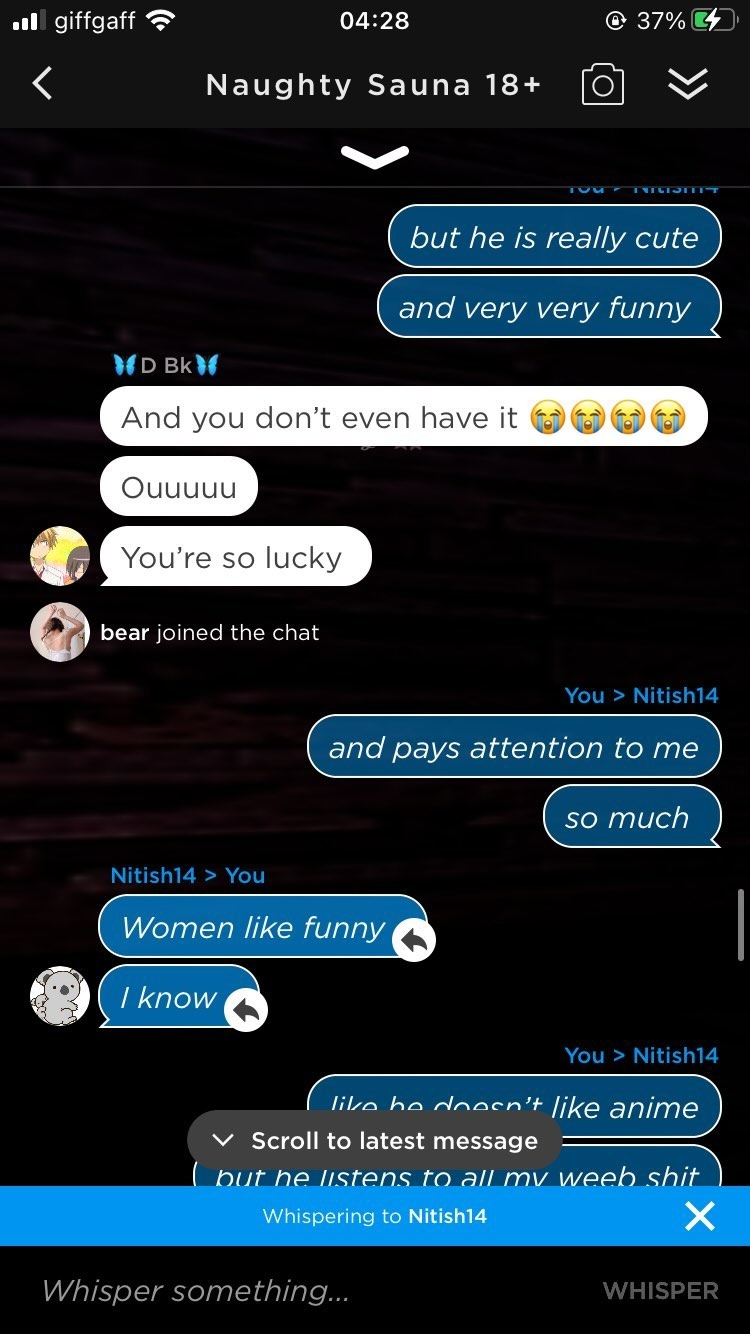 giffgaff 04:28 37%
Naughty Sauna 18+
You > Nitish14
but he is really cute
and very very funny
🦋D Bk🦋
And you don't even have it 😭😭😭😭
Ouuuuu
You're so lucky
bear joined the chat
You > Nitish14
and pays attention to me
so much
Nitish14 > You
Women like funny
I know
You > Nitish14
like he doesn't like anime
Scroll to latest message
but he listens to all my weeb shit
Whispering to Nitish14
Whisper something... WHISPER